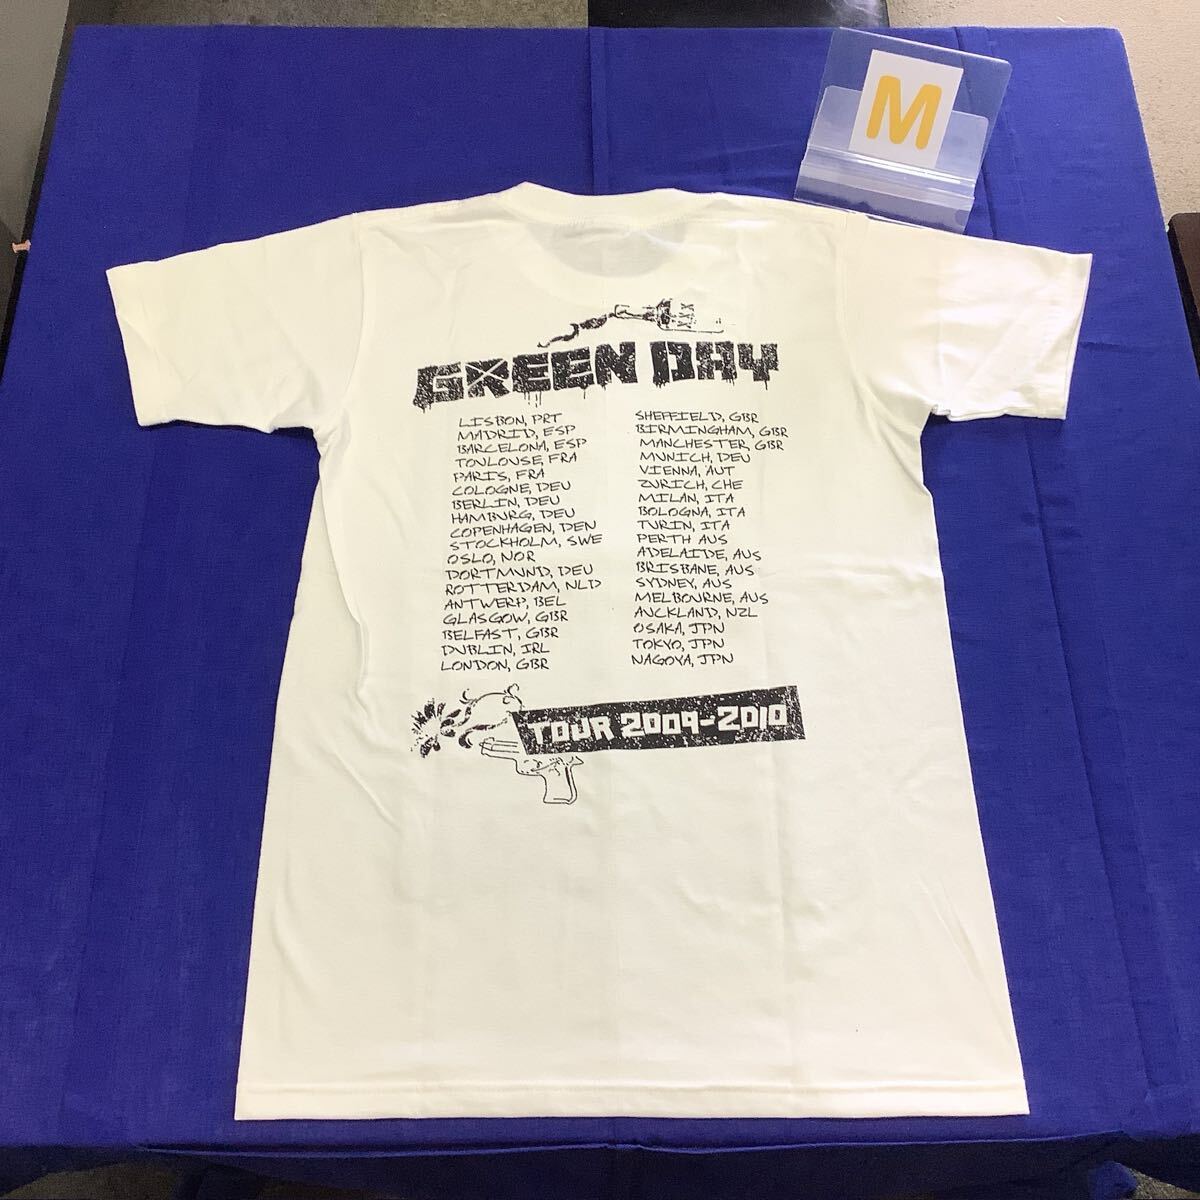 M
XXX
GREEN DAY
LISBON, PRT
MADRID, ESP
BARCELONA, ESP
TOULOUSE, FRA
PARIS, FRA
COLOGNE, DEU
BERLIN, DEU
HAMBURG, DEU
COPENHAGEN, DEN
STOCKHOLM, SWE
OSLO, NOR
DORTMUND, DEU
ROTTERDAM, NLD
ANTWERP, BEL
GLASGOW, GBR
BELFAST, GBR
DUBLIN, IRL
LONDON, GBR
SHEFFIELD, GBR
BIRMINGHAM, GBR
MANCHESTER, GBR
MUNICH, DEU
VIENNA, AUT
ZURICH, CHE
MILAN, ITA
BOLOGNA, ITA
TURIN, ITA
PERTH AUS
ADELAIDE, AUS
BRISBANE, AUS
SYDNEY, AUS
MELBOURNE, AUS
AUCKLAND, NZL
OSAKA, JPN
TOKYO, JPN
NAGOYA, JPN
TOUR 2009-2010